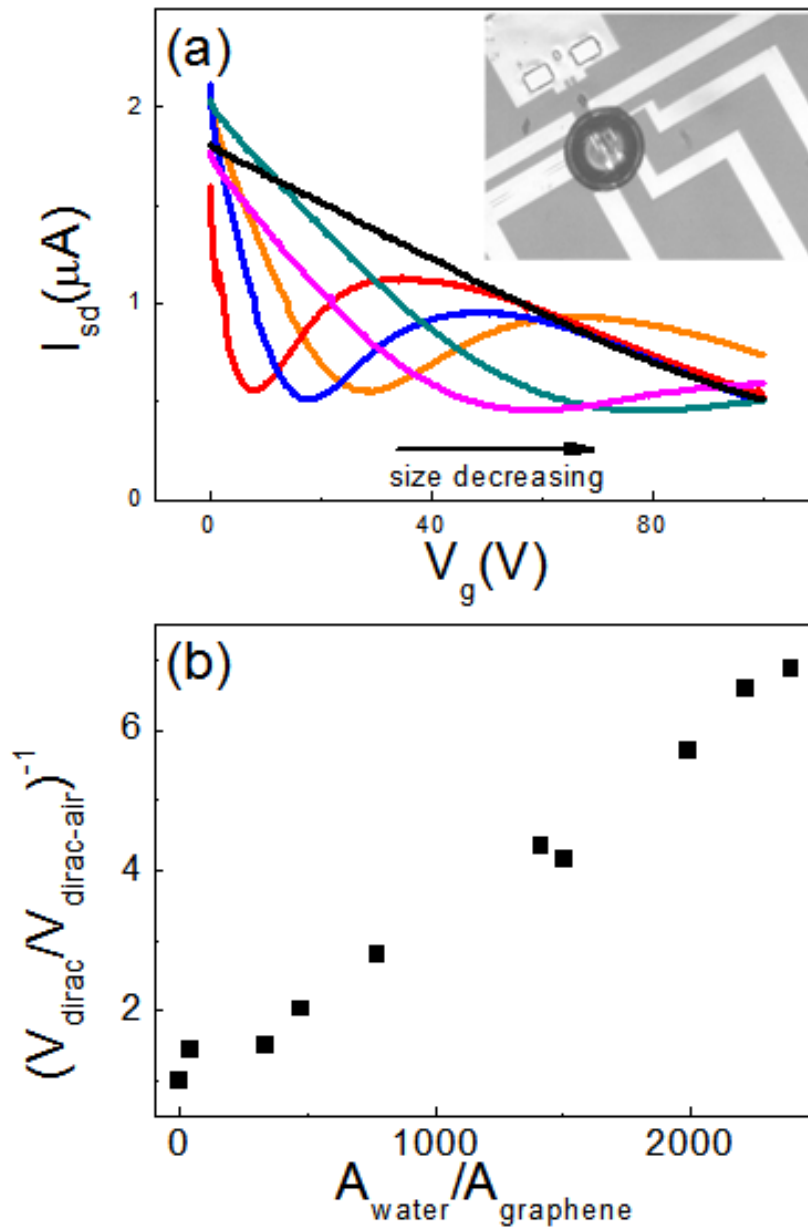 (a)
2
1
0
I_sd(μA)
size decreasing
0 40 80
V_g(V)
(b)
6
4
2
(V_dirac/V_dirac-air)^-1
0 1000 2000
A_water/A_graphene